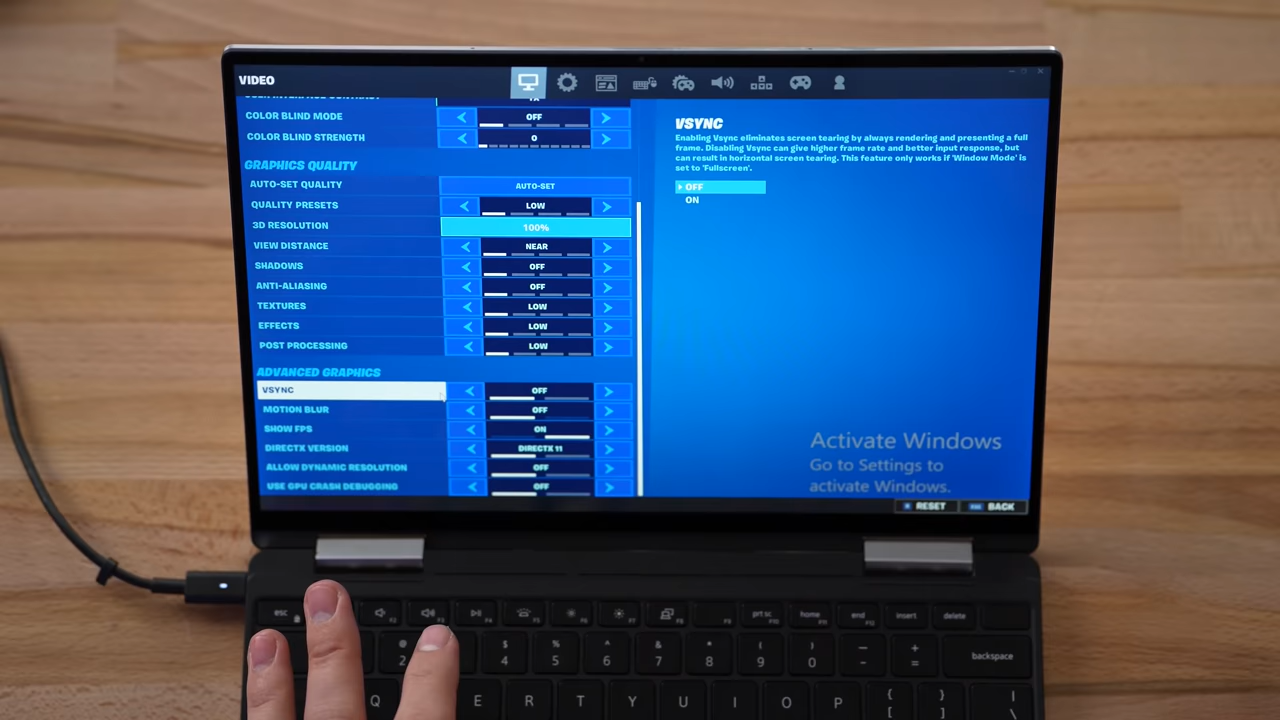 VIDEO
COLOR BLIND MODE OFF
COLOR BLIND STRENGTH 0
GRAPHICS QUALITY
AUTO-SET QUALITY AUTO-SET
QUALITY PRESETS LOW
3D RESOLUTION 100%
VIEW DISTANCE NEAR
SHADOWS OFF
ANTI-ALIASING OFF
TEXTURES LOW
EFFECTS LOW
POST PROCESSING LOW
ADVANCED GRAPHICS
VSYNC OFF
MOTION BLUR OFF
SHOW FPS ON
DIRECTX VERSION DIRECTX 11
ALLOW DYNAMIC RESOLUTION OFF
USE GPU CRASH DEBUGGING OFF
VSYNC
Enabling Vsync eliminates screen tearing by always rendering and presenting a full
frame. Disabling Vsync can give higher frame rate and better input response, but
can result in horizontal screen tearing. This feature only works if 'Window Mode' is
set to 'Fullscreen'.
OFF
ON
Activate Windows
Go to Settings to
activate Windows.
RESET BACK
esc prt sc home end insert delete
@ $ % ^ & * ( ) — +
2 4 5 6 7 8 9 0 - = backspace
Q E R T Y U I O P { [ } ] | \